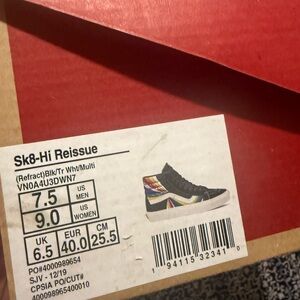 Sk8-Hi Reissue
(Refract)Blk/Tr Wht/Multi
VN0A4U3DWN7
7.5 US MEN
9.0 US WOMEN
UK EUR CM
6.5 40.0 25.5
PO#4000989654
SJV - 12/19
CPSIA PO/CUT#
400098965400010
1 94115 32341 0